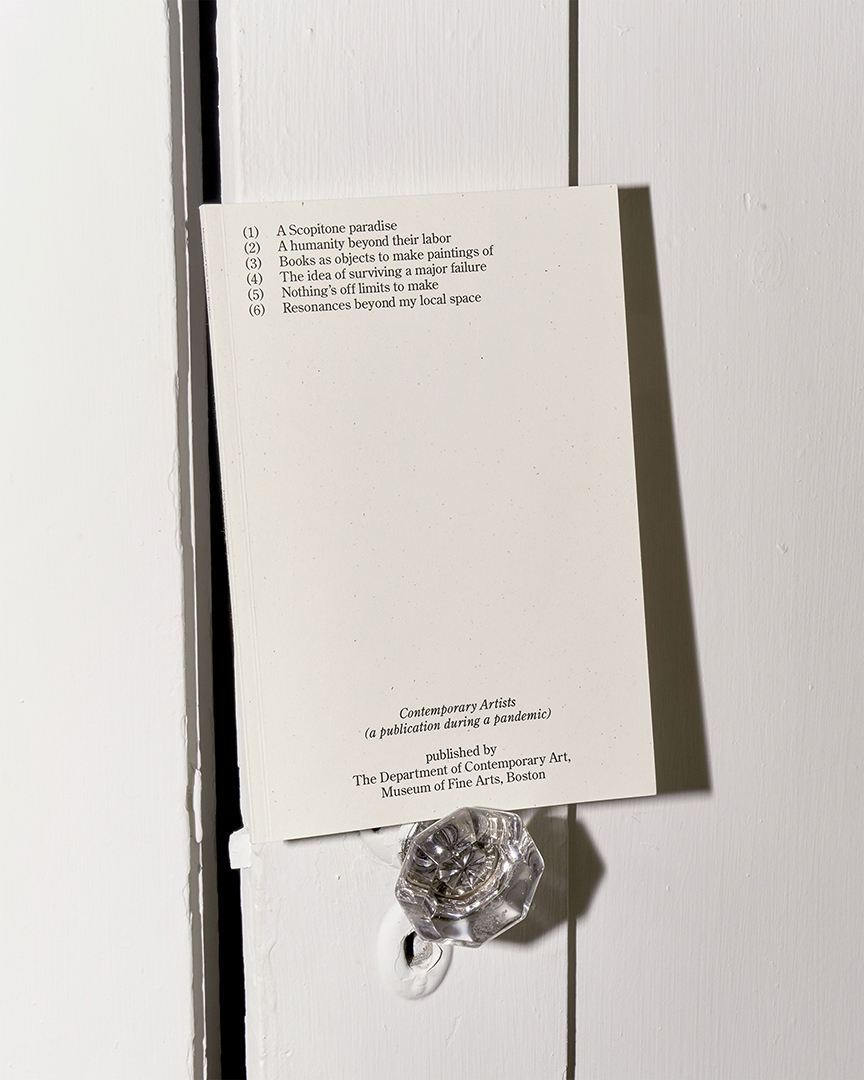 (1) A Scopitone paradise
(2) A humanity beyond their labor
(3) Books as objects to make paintings of
(4) The idea of surviving a major failure
(5) Nothing's off limits to make
(6) Resonances beyond my local space
Contemporary Artists
(a publication during a pandemic)
published by
The Department of Contemporary Art,
Museum of Fine Arts, Boston